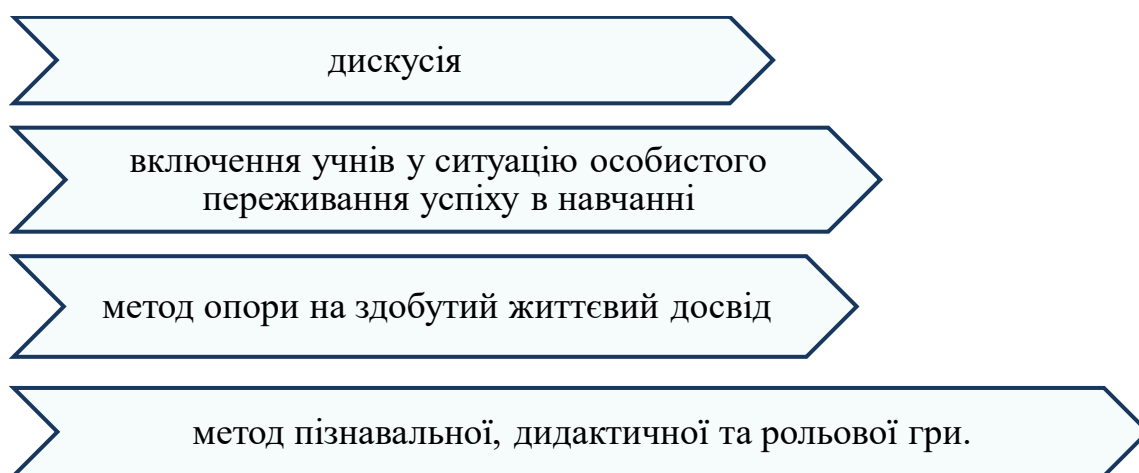 дискусія
включення учнів у ситуацію особистого
переживання успіху в навчанні
метод опори на здобутий життєвий досвід
метод пізнавальної, дидактичної та рольової гри.